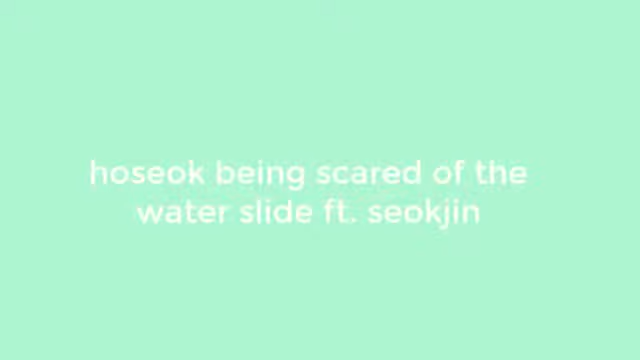 hoseok being scared of the
water slide ft. seokjin